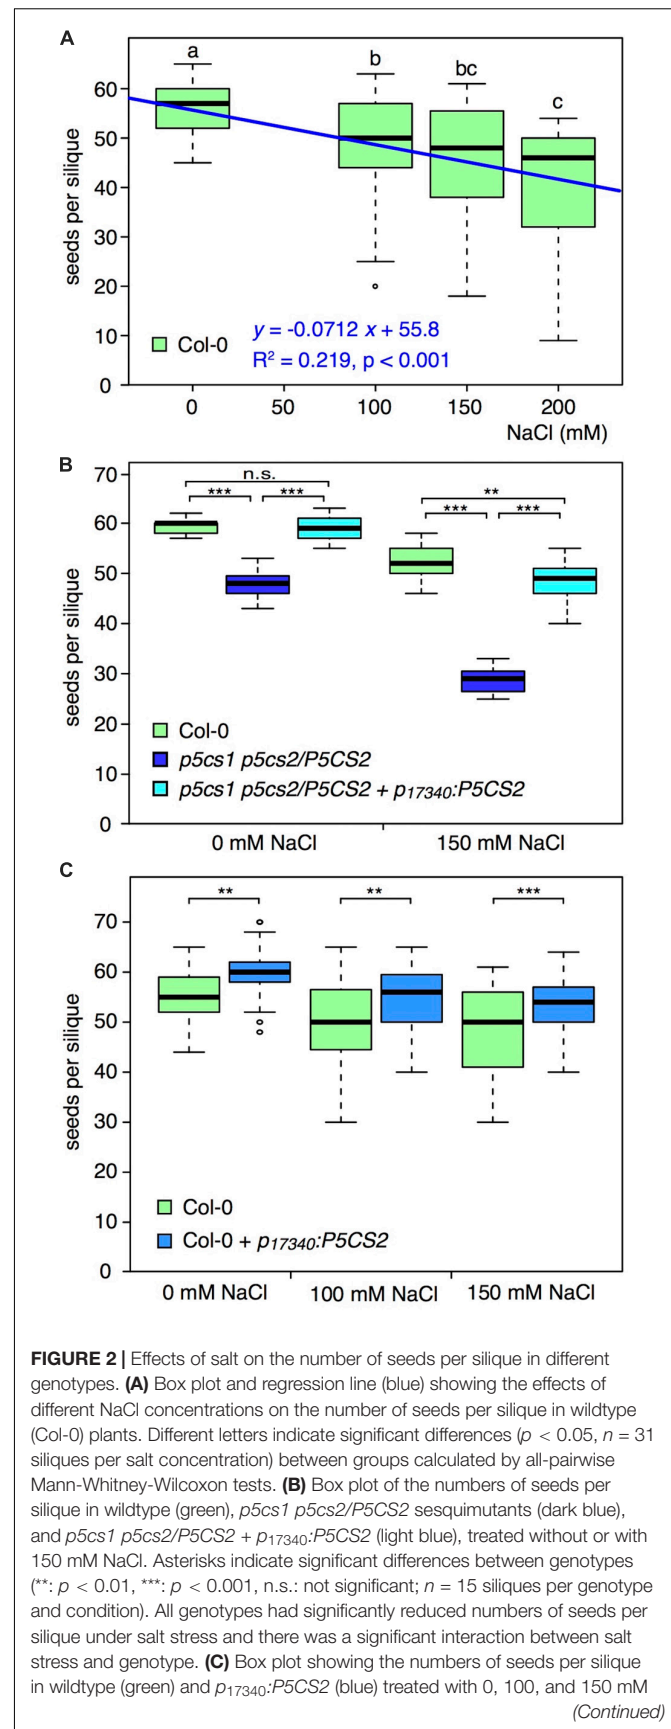 A
a
b
bc
c
60
50
40
30
20
10
0
seeds per silique
y = -0.0712 x + 55.8
R² = 0.219, p < 0.001
Col-0
0 50 100 150 200
NaCl (mM)
B
70
60
50
40
30
20
10
0
seeds per silique
n.s.
*** ***
**
*** ***
Col-0
p5cs1 p5cs2/P5CS2
p5cs1 p5cs2/P5CS2 + p17340:P5CS2
0 mM NaCl 150 mM NaCl
C
70
60
50
40
30
20
10
0
seeds per silique
** ** ***
Col-0
Col-0 + p17340:P5CS2
0 mM NaCl 100 mM NaCl 150 mM NaCl
FIGURE 2 | Effects of salt on the number of seeds per silique in different
genotypes. (A) Box plot and regression line (blue) showing the effects of
different NaCl concentrations on the number of seeds per silique in wildtype
(Col-0) plants. Different letters indicate significant differences (p < 0.05, n = 31
siliques per salt concentration) between groups calculated by all-pairwise
Mann-Whitney-Wilcoxon tests. (B) Box plot of the numbers of seeds per
silique in wildtype (green), p5cs1 p5cs2/P5CS2 sesquimutants (dark blue),
and p5cs1 p5cs2/P5CS2 + p17340:P5CS2 (light blue), treated without or with
150 mM NaCl. Asterisks indicate significant differences between genotypes
(**: p < 0.01, ***: p < 0.001, n.s.: not significant; n = 15 siliques per genotype
and condition). All genotypes had significantly reduced numbers of seeds per
silique under salt stress and there was a significant interaction between salt
stress and genotype. (C) Box plot showing the numbers of seeds per silique
in wildtype (green) and p17340:P5CS2 (blue) treated with 0, 100, and 150 mM
(Continued)